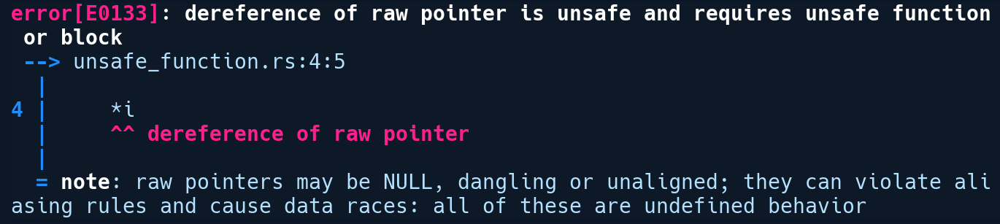 error[E0133]: dereference of raw pointer is unsafe and requires unsafe function
 or block
 --> unsafe_function.rs:4:5
  |
4 |     *i
  |     ^^ dereference of raw pointer
  |
  = note: raw pointers may be NULL, dangling or unaligned; they can violate ali
asing rules and cause data races: all of these are undefined behavior